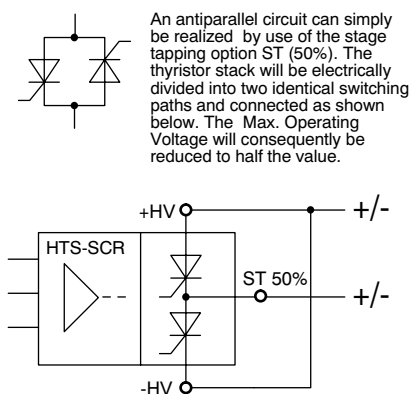 An antiparallel circuit can simply
be realized by use of the stage
tapping option ST (50%). The
thyristor stack will be electrically
divided into two identical switching
paths and connected as shown
below. The Max. Operating
Voltage will consequently be
reduced to half the value.
+HV
+/-
HTS-SCR
ST 50%
+/-
-HV